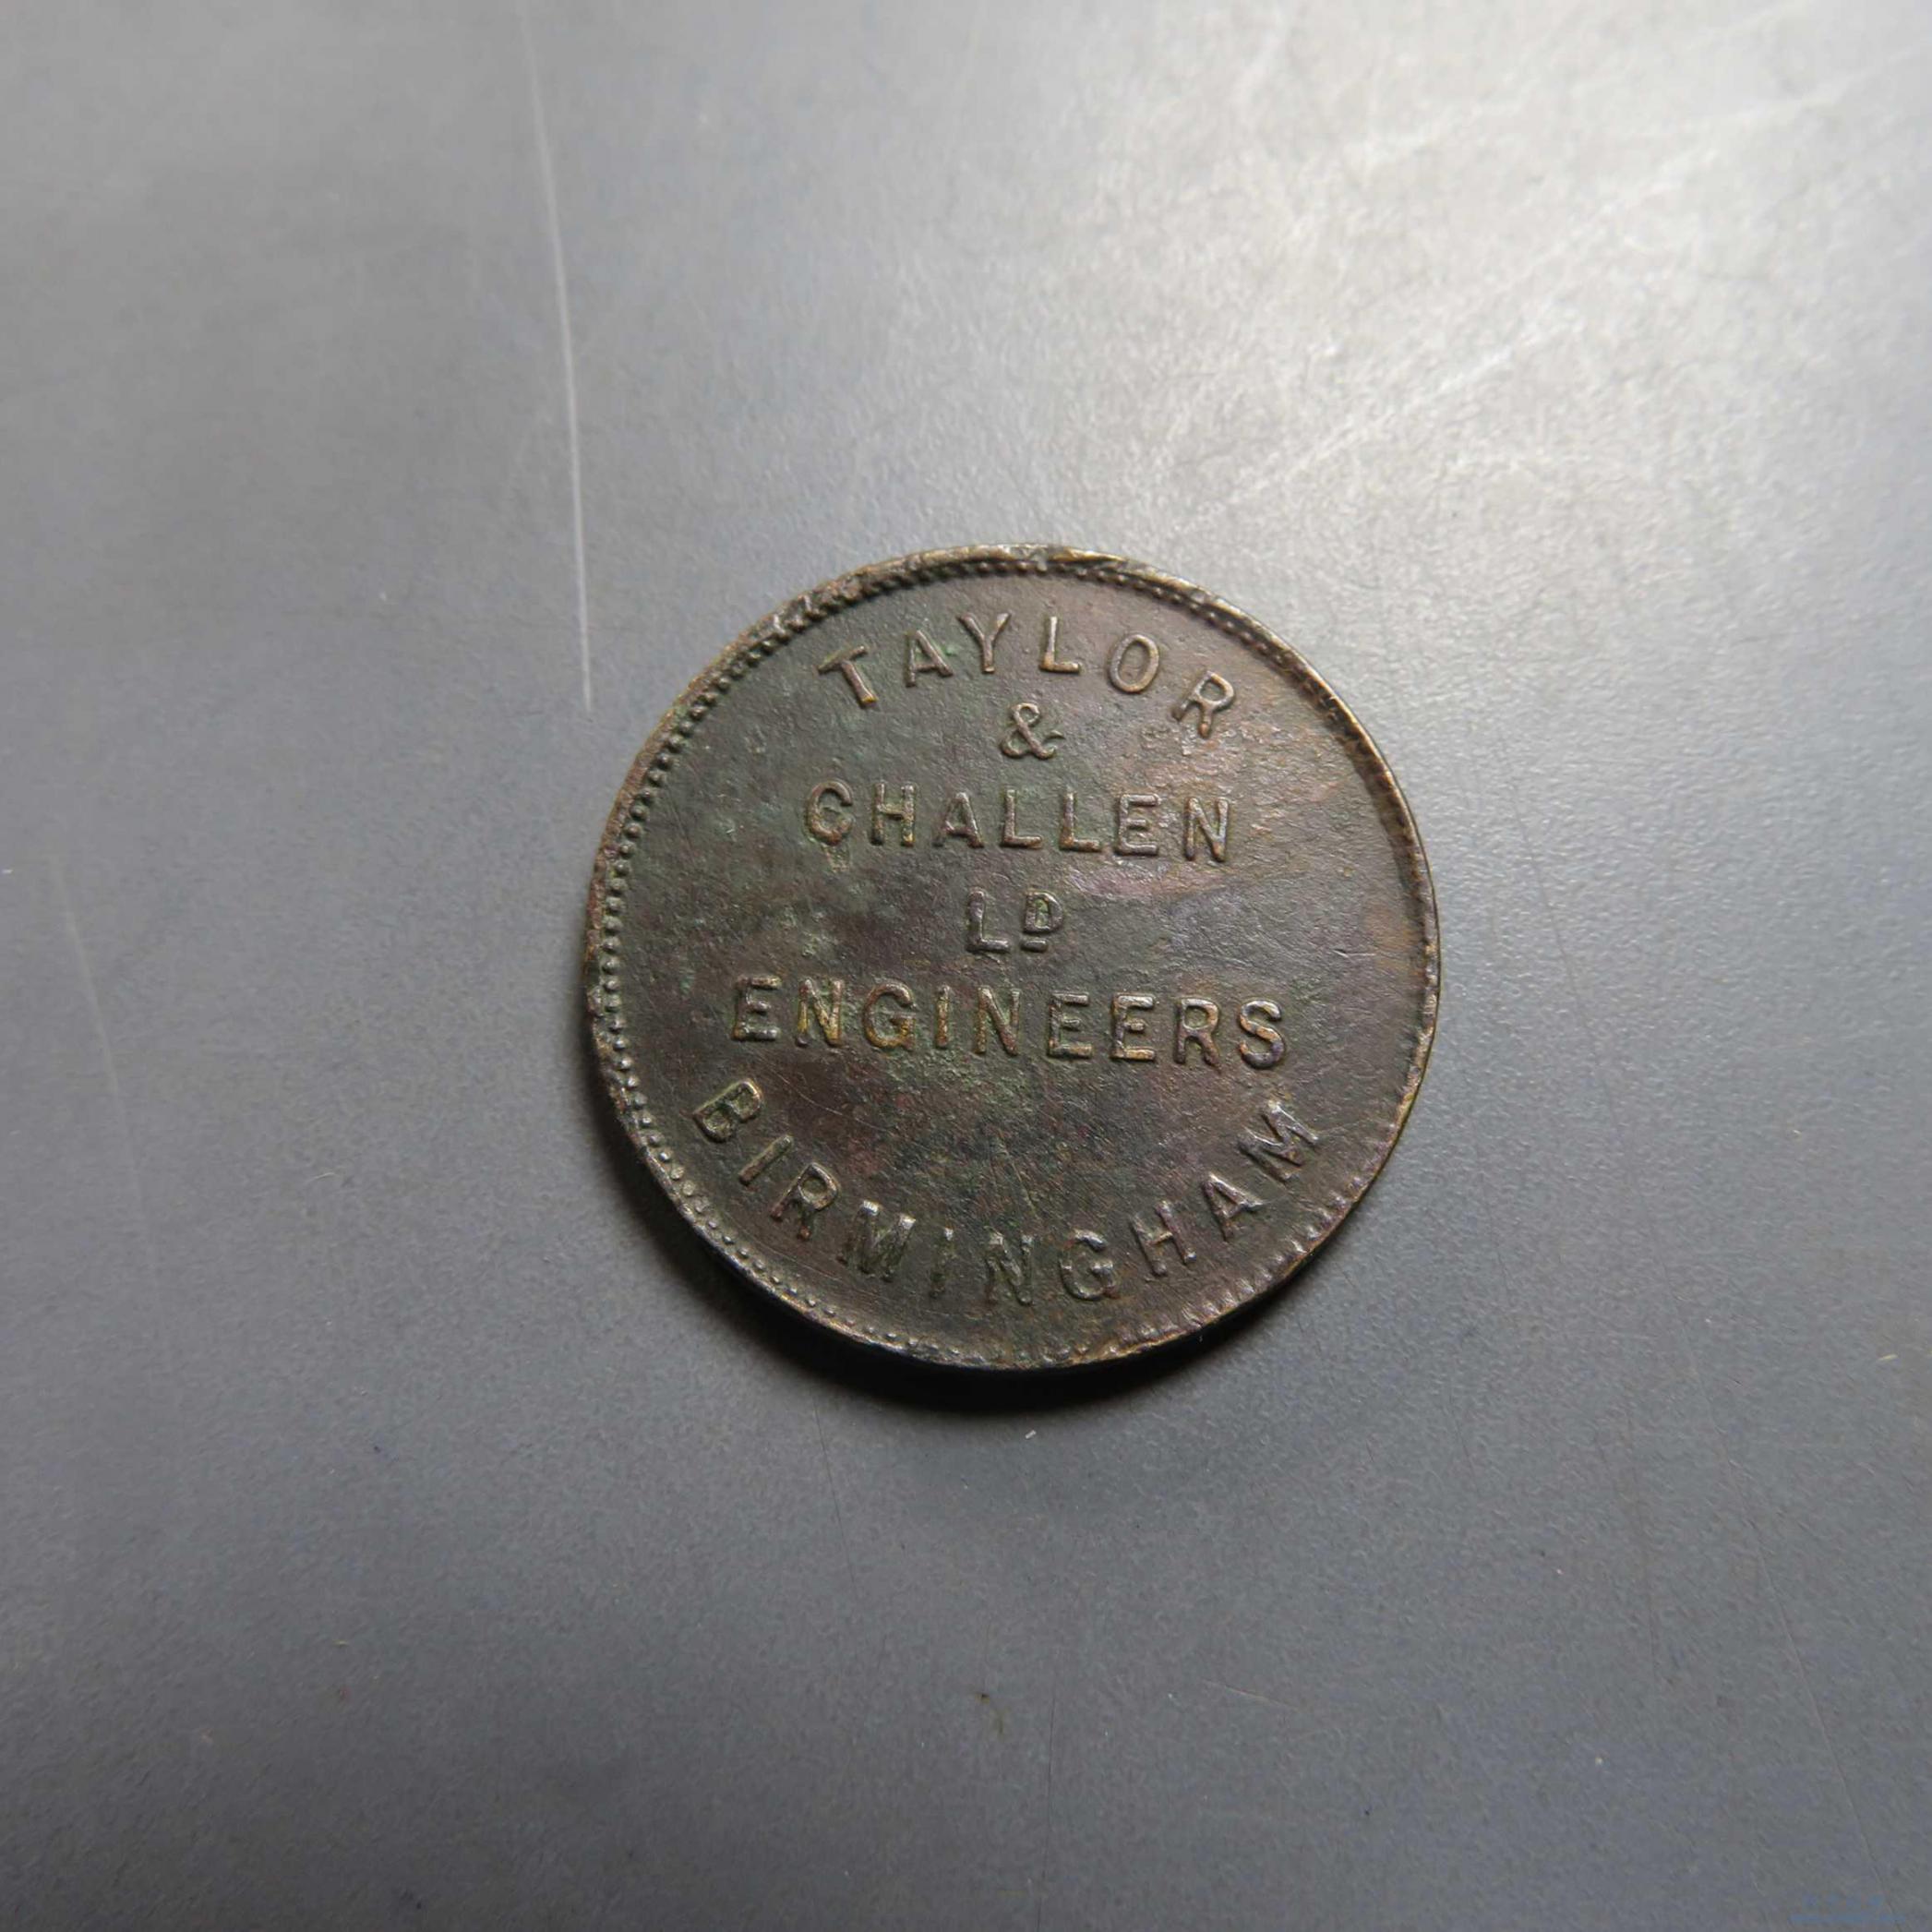 TAYLOR
&
CHALLEN
LD
ENGINEERS
BIRMINGHAM